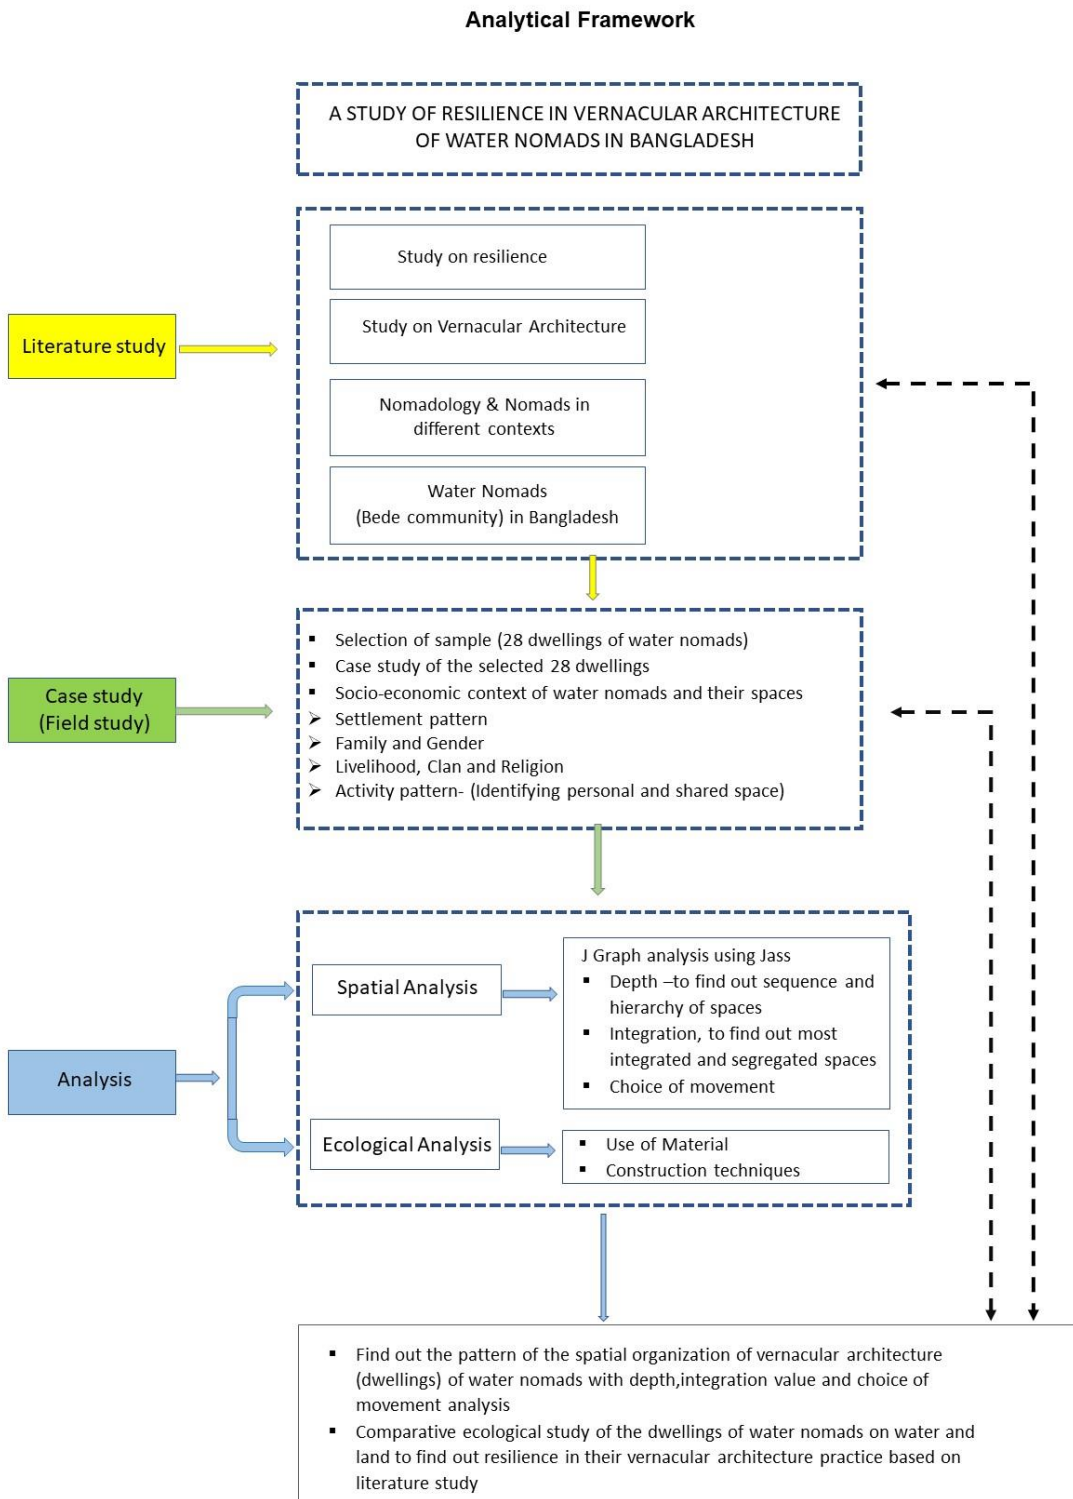 Analytical Framework
A STUDY OF RESILIENCE IN VERNACULAR ARCHITECTURE
OF WATER NOMADS IN BANGLADESH
Literature study
Study on resilience
Study on Vernacular Architecture
Nomadology & Nomads in
different contexts
Water Nomads
(Bede community) in Bangladesh
Case study
(Field study)
▪ Selection of sample (28 dwellings of water nomads)
▪ Case study of the selected 28 dwellings
▪ Socio-economic context of water nomads and their spaces
➢ Settlement pattern
➢ Family and Gender
➢ Livelihood, Clan and Religion
➢ Activity pattern- (Identifying personal and shared space)
Analysis
Spatial Analysis
J Graph analysis using Jass
▪ Depth –to find out sequence and
hierarchy of spaces
▪ Integration, to find out most
integrated and segregated spaces
▪ Choice of movement
Ecological Analysis
▪ Use of Material
▪ Construction techniques
▪ Find out the pattern of the spatial organization of vernacular architecture
(dwellings) of water nomads with depth,integration value and choice of
movement analysis
▪ Comparative ecological study of the dwellings of water nomads on water and
land to find out resilience in their vernacular architecture practice based on
literature study